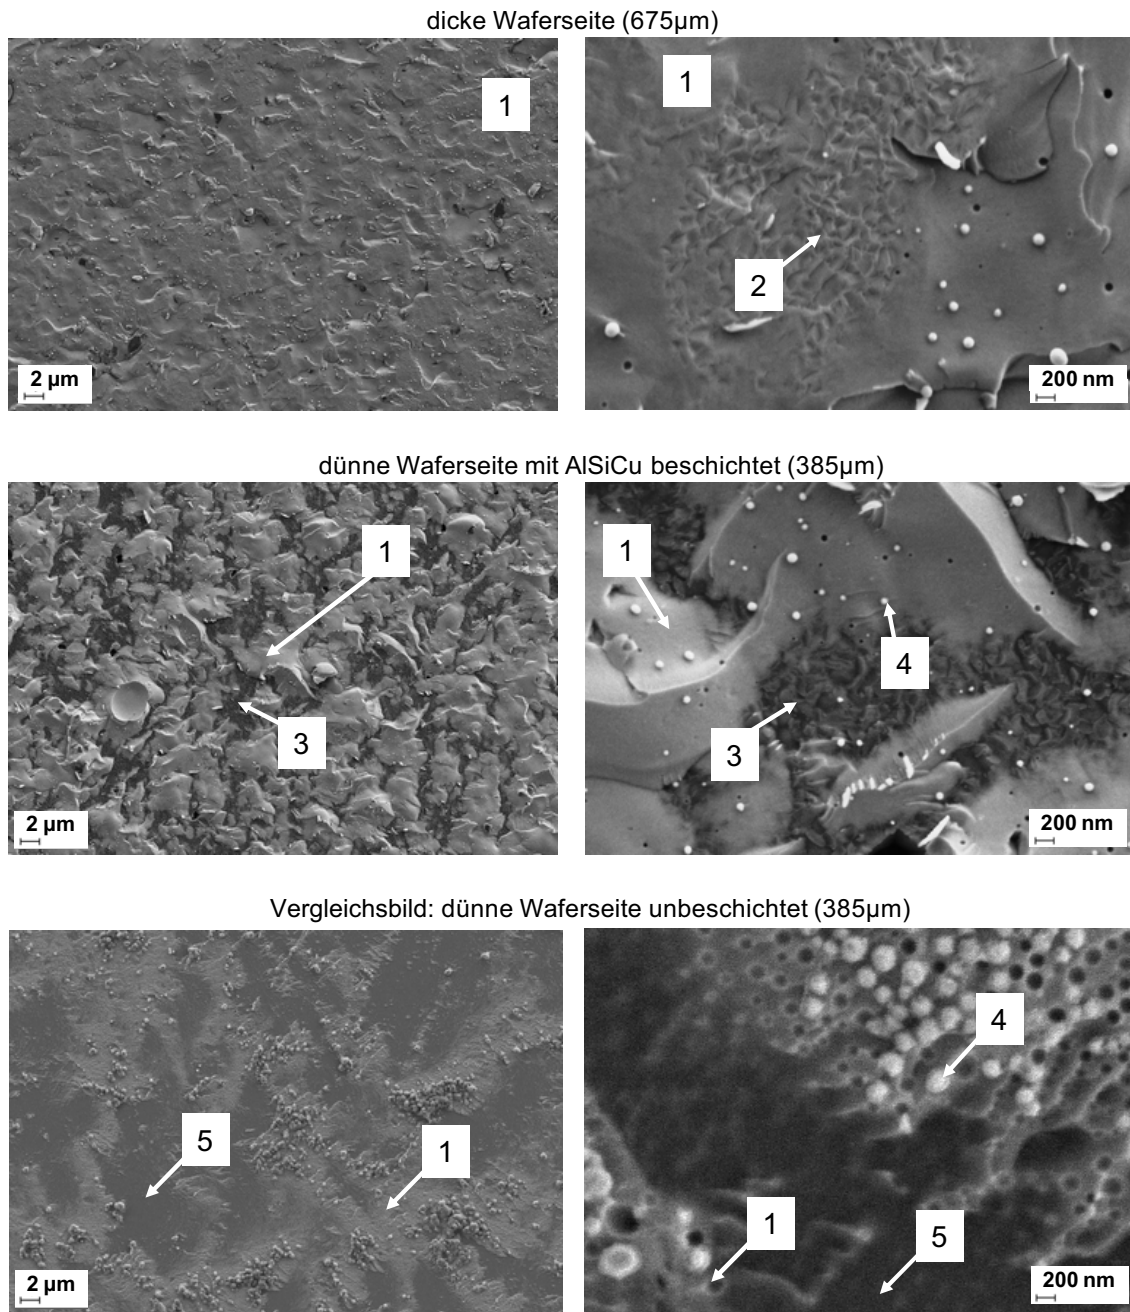 dicke Waferseite (675µm)
1
1
2
2 µm
200 nm
dünne Waferseite mit AlSiCu beschichtet (385µm)
1
1
4
3
3
2 µm
200 nm
Vergleichsbild: dünne Waferseite unbeschichtet (385µm)
4
5
1
1
5
2 µm
200 nm